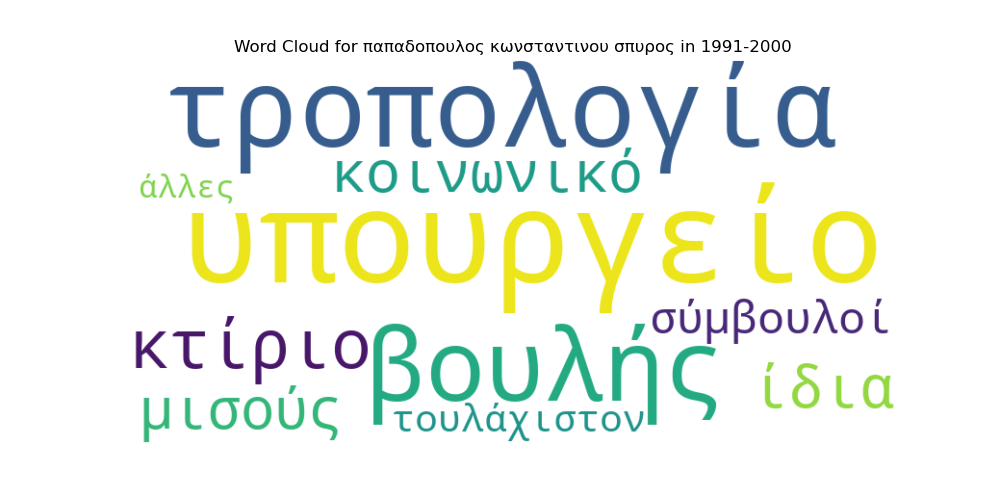 Word Cloud for παπαδοπουλος κωνσταντινου σπυρος in 1991-2000
τροπολογία
κοινωνικό
άλλες
υπουργείο
σύμβουλοί
κτίριο
βουλής
ίδια
μισούς
τουλάχιστον